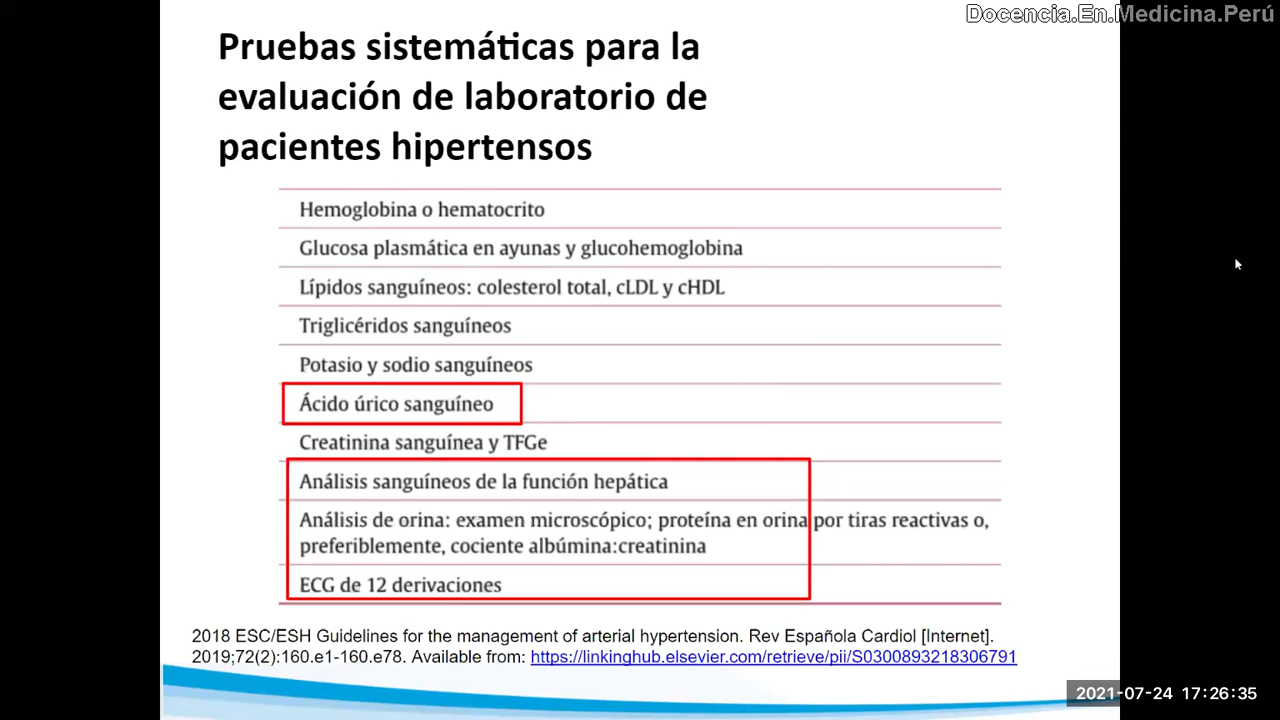 Docencia.En.Medicina.Perú
Pruebas sistemáticas para la
evaluación de laboratorio de
pacientes hipertensos
Hemoglobina o hematocrito
Glucosa plasmática en ayunas y glucohemoglobina
Lípidos sanguíneos: colesterol total, cLDL y cHDL
Triglicéridos sanguíneos
Potasio y sodio sanguíneos
Ácido úrico sanguíneo
Creatinina sanguínea y TFGe
Análisis sanguíneos de la función hepática
Análisis de orina: examen microscópico; proteína en orina por tiras reactivas o,
preferiblemente, cociente albúmina:creatinina
ECG de 12 derivaciones
2018 ESC/ESH Guidelines for the management of arterial hypertension. Rev Española Cardiol [Internet].
2019;72(2):160.e1-160.e78. Available from: https://linkinghub.elsevier.com/retrieve/pii/S0300893218306791
2021-07-24 17:26:35